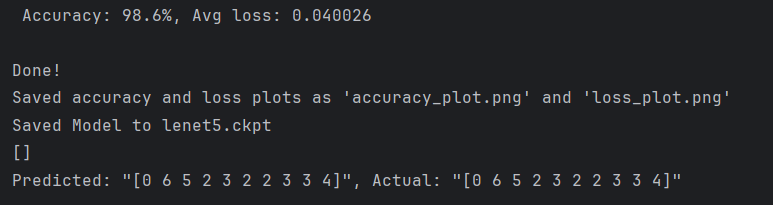 Accuracy: 98.6%, Avg loss: 0.040026
Done!
Saved accuracy and loss plots as 'accuracy_plot.png' and 'loss_plot.png'
Saved Model to lenet5.ckpt
[]
Predicted: "[0 6 5 2 3 2 2 3 3 4]", Actual: "[0 6 5 2 3 2 2 3 3 4]"